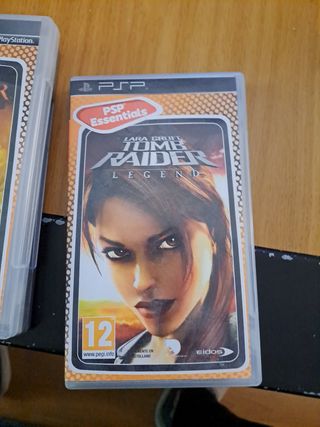 PlayStation
PSP
PSP
Essentials
LARA CROFT
TOMB
RAIDER
LEGEND
12
www.pegi.info
eidos